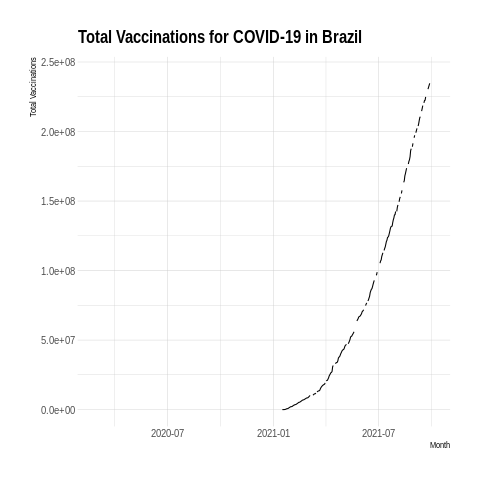 Total Vaccinations for COVID-19 in Brazil
Total Vaccinations
2.5e+08
2.0e+08
1.5e+08
1.0e+08
5.0e+07
0.0e+00
2020-07
2021-01
2021-07
Month